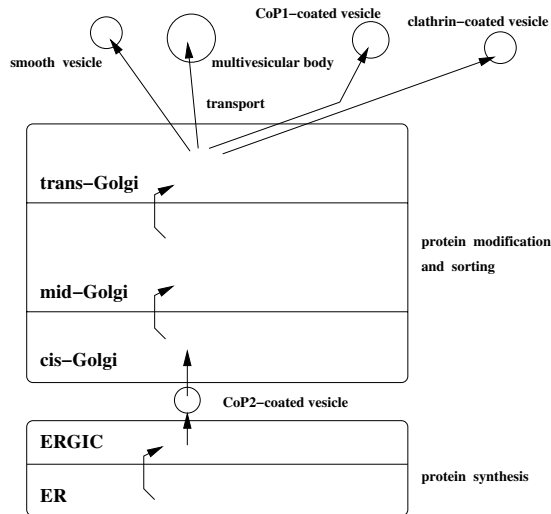 CoP1−coated vesicle
clathrin−coated vesicle
smooth vesicle
multivesicular body
transport
trans−Golgi
protein modification
and sorting
mid−Golgi
cis−Golgi
CoP2−coated vesicle
ERGIC
protein synthesis
ER